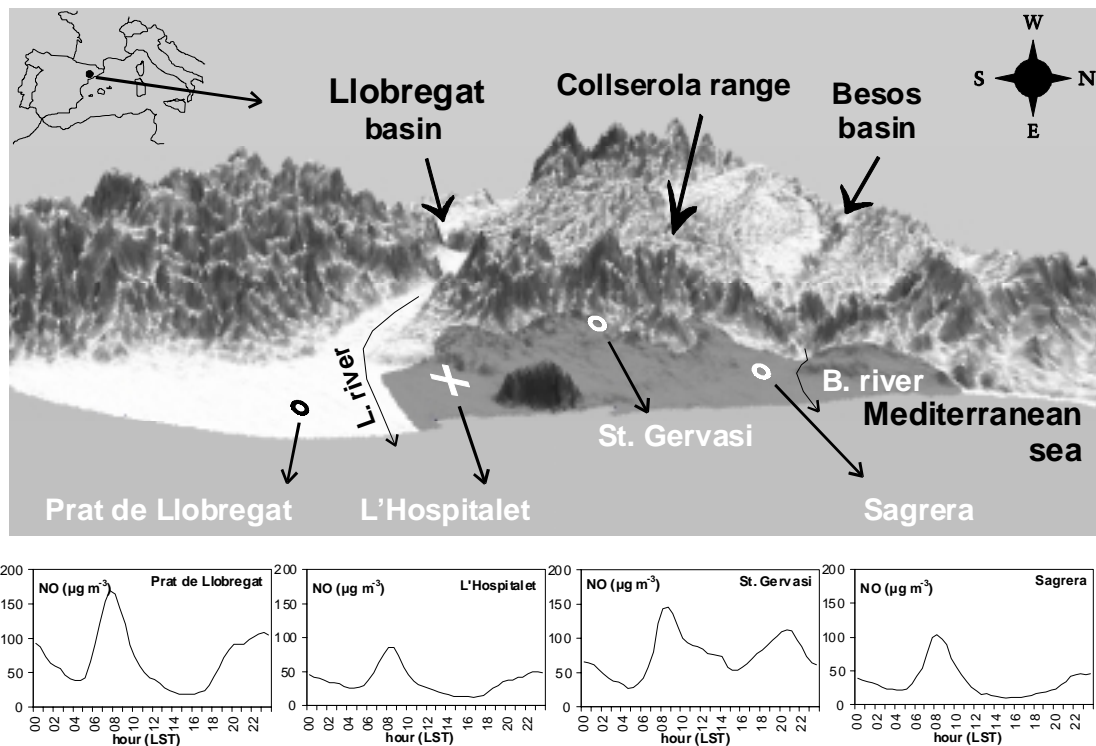 W
S
N
E
Llobregat
basin
Collserola range
Besos
basin
L. river
B. river
St. Gervasi
Mediterranean
sea
Prat de Llobregat
L'Hospitalet
Sagrera
NO (µg m-3)
Prat de Llobregat
200
150
100
50
0
00 02 04 06 08 10 12 14 16 18 20 22
hour (LST)
NO (µg m-3)
L'Hospitalet
200
150
100
50
0
00 02 04 06 08 10 12 14 16 18 20 22
hour (LST)
NO (µg m-3)
St. Gervasi
200
150
100
50
0
00 02 04 06 08 10 12 14 16 18 20 22
hour (LST)
NO (µg m-3)
Sagrera
200
150
100
50
0
00 02 04 06 08 10 12 14 16 18 20 22
hour (LST)